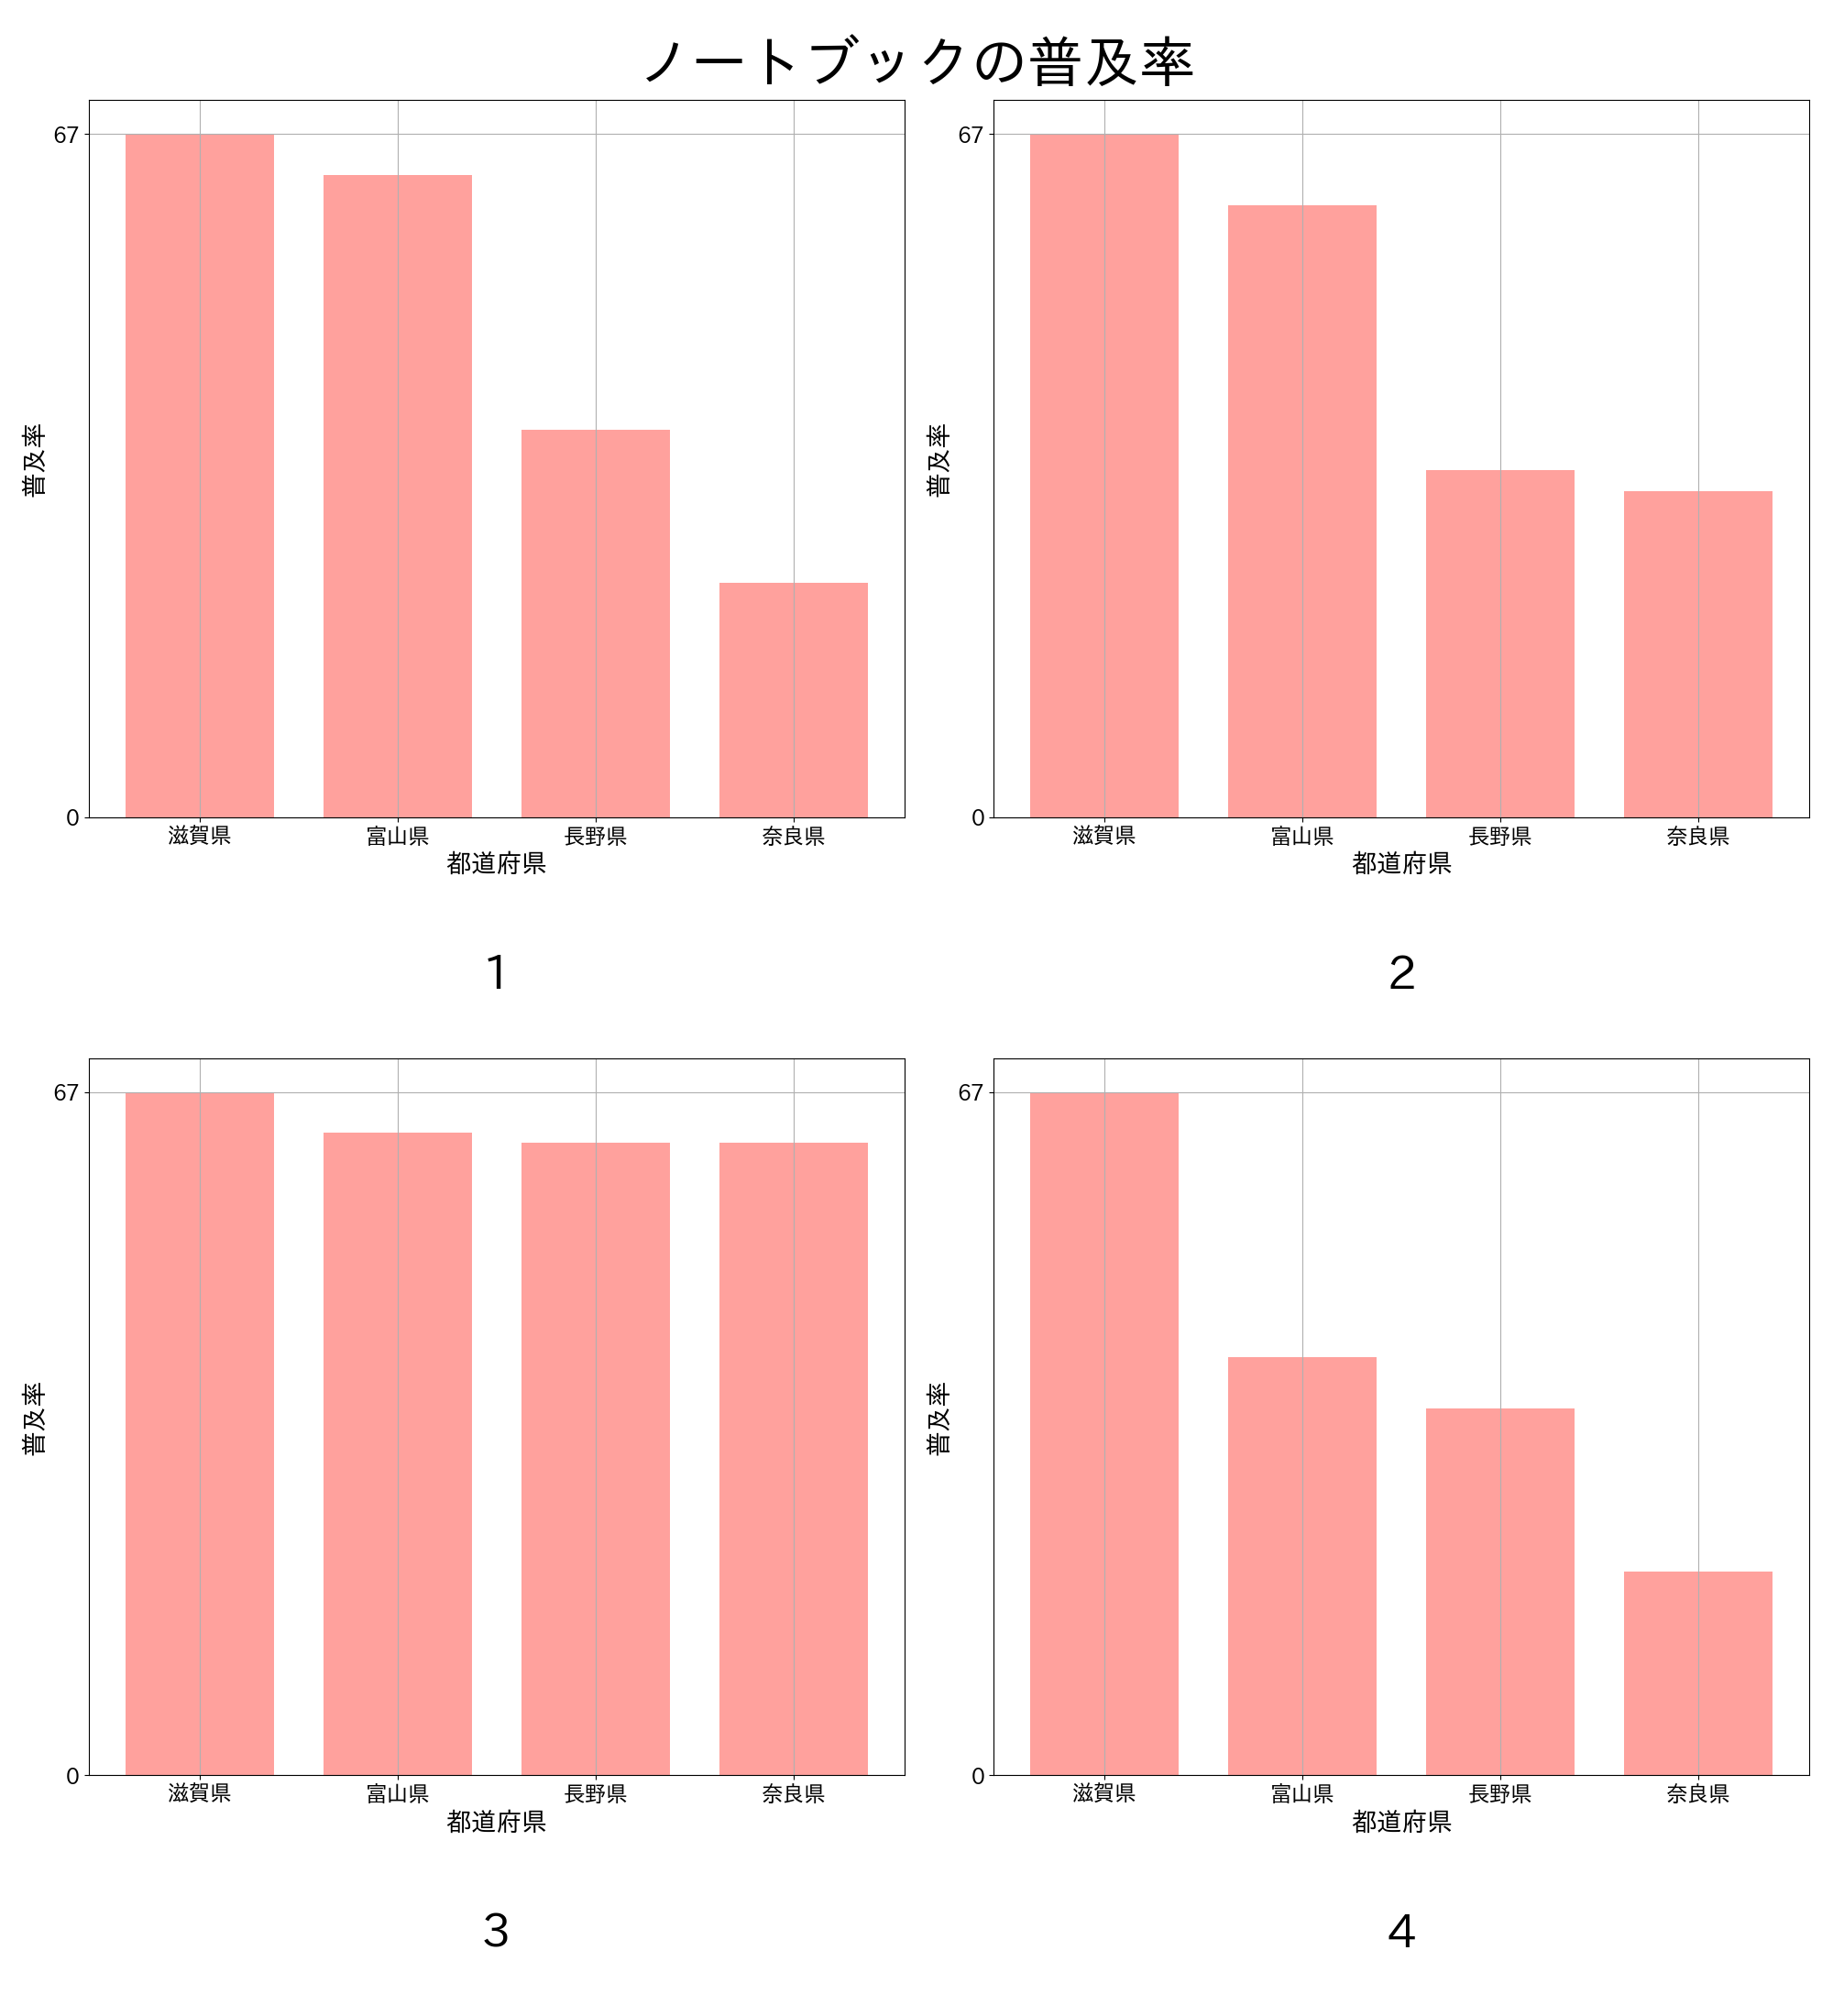 ノートブックの普及率
67
0
普及率
滋賀県 富山県 長野県 奈良県
都道府県
1
67
0
普及率
滋賀県 富山県 長野県 奈良県
都道府県
2
67
0
普及率
滋賀県 富山県 長野県 奈良県
都道府県
3
67
0
普及率
滋賀県 富山県 長野県 奈良県
都道府県
4